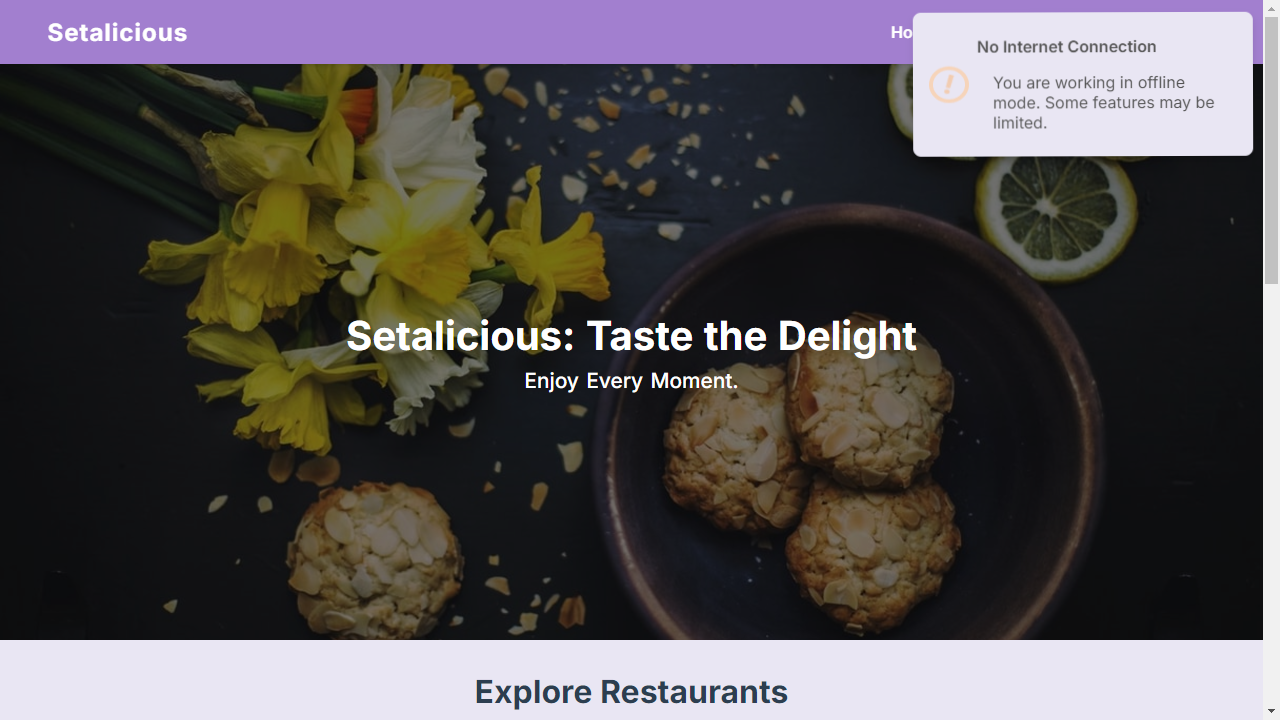 Setalicious
Ho
No Internet Connection
!
You are working in offline
mode. Some features may be
limited.
Setalicious: Taste the Delight
Enjoy Every Moment.
Explore Restaurants